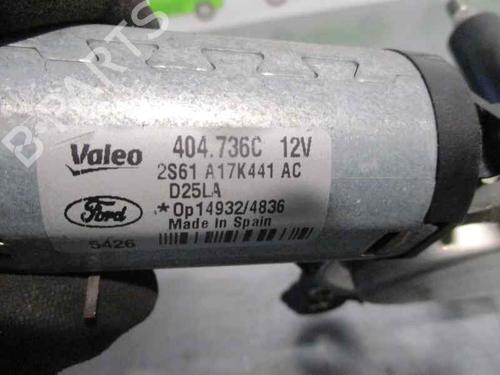 Valeo 404.736C 12V
2S61 A17K441 AC
D25LA
Ford *Op14932/4836
Made in Spain
5426
B-PARTS